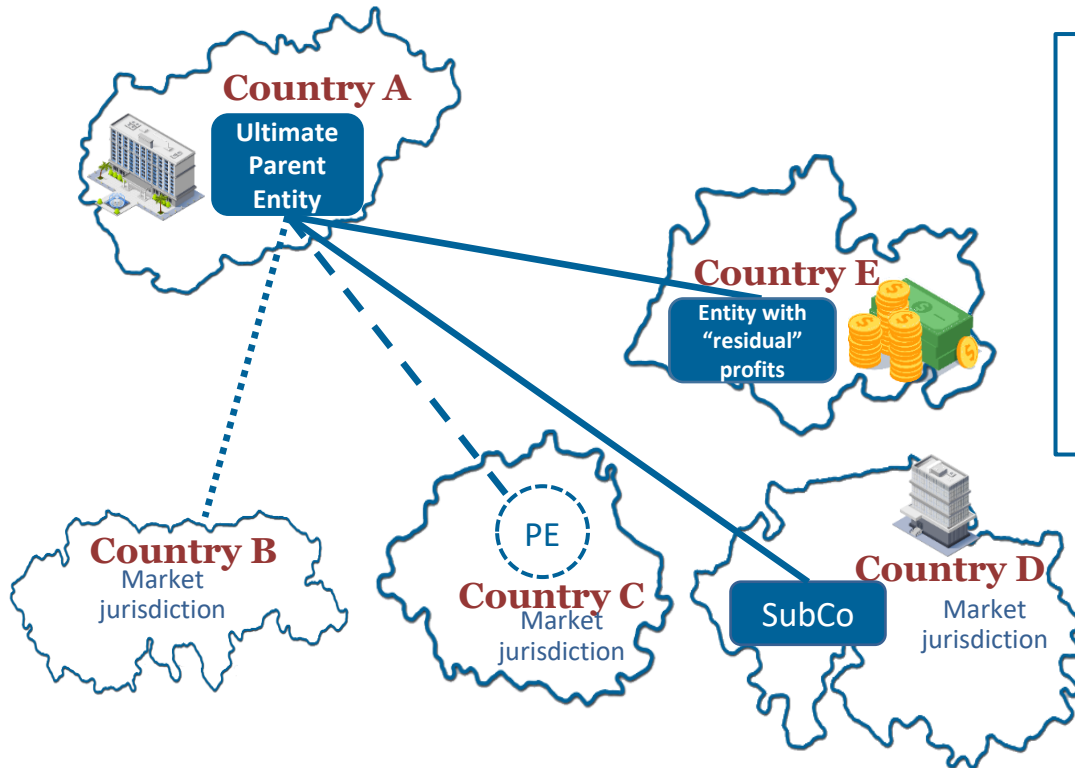 Country A
Ultimate
Parent
Entity
Country E
Entity with
“residual”
profits
Country B
Market
jurisdiction
PE
Country C
Market
jurisdiction
Country D
SubCo
Market
jurisdiction